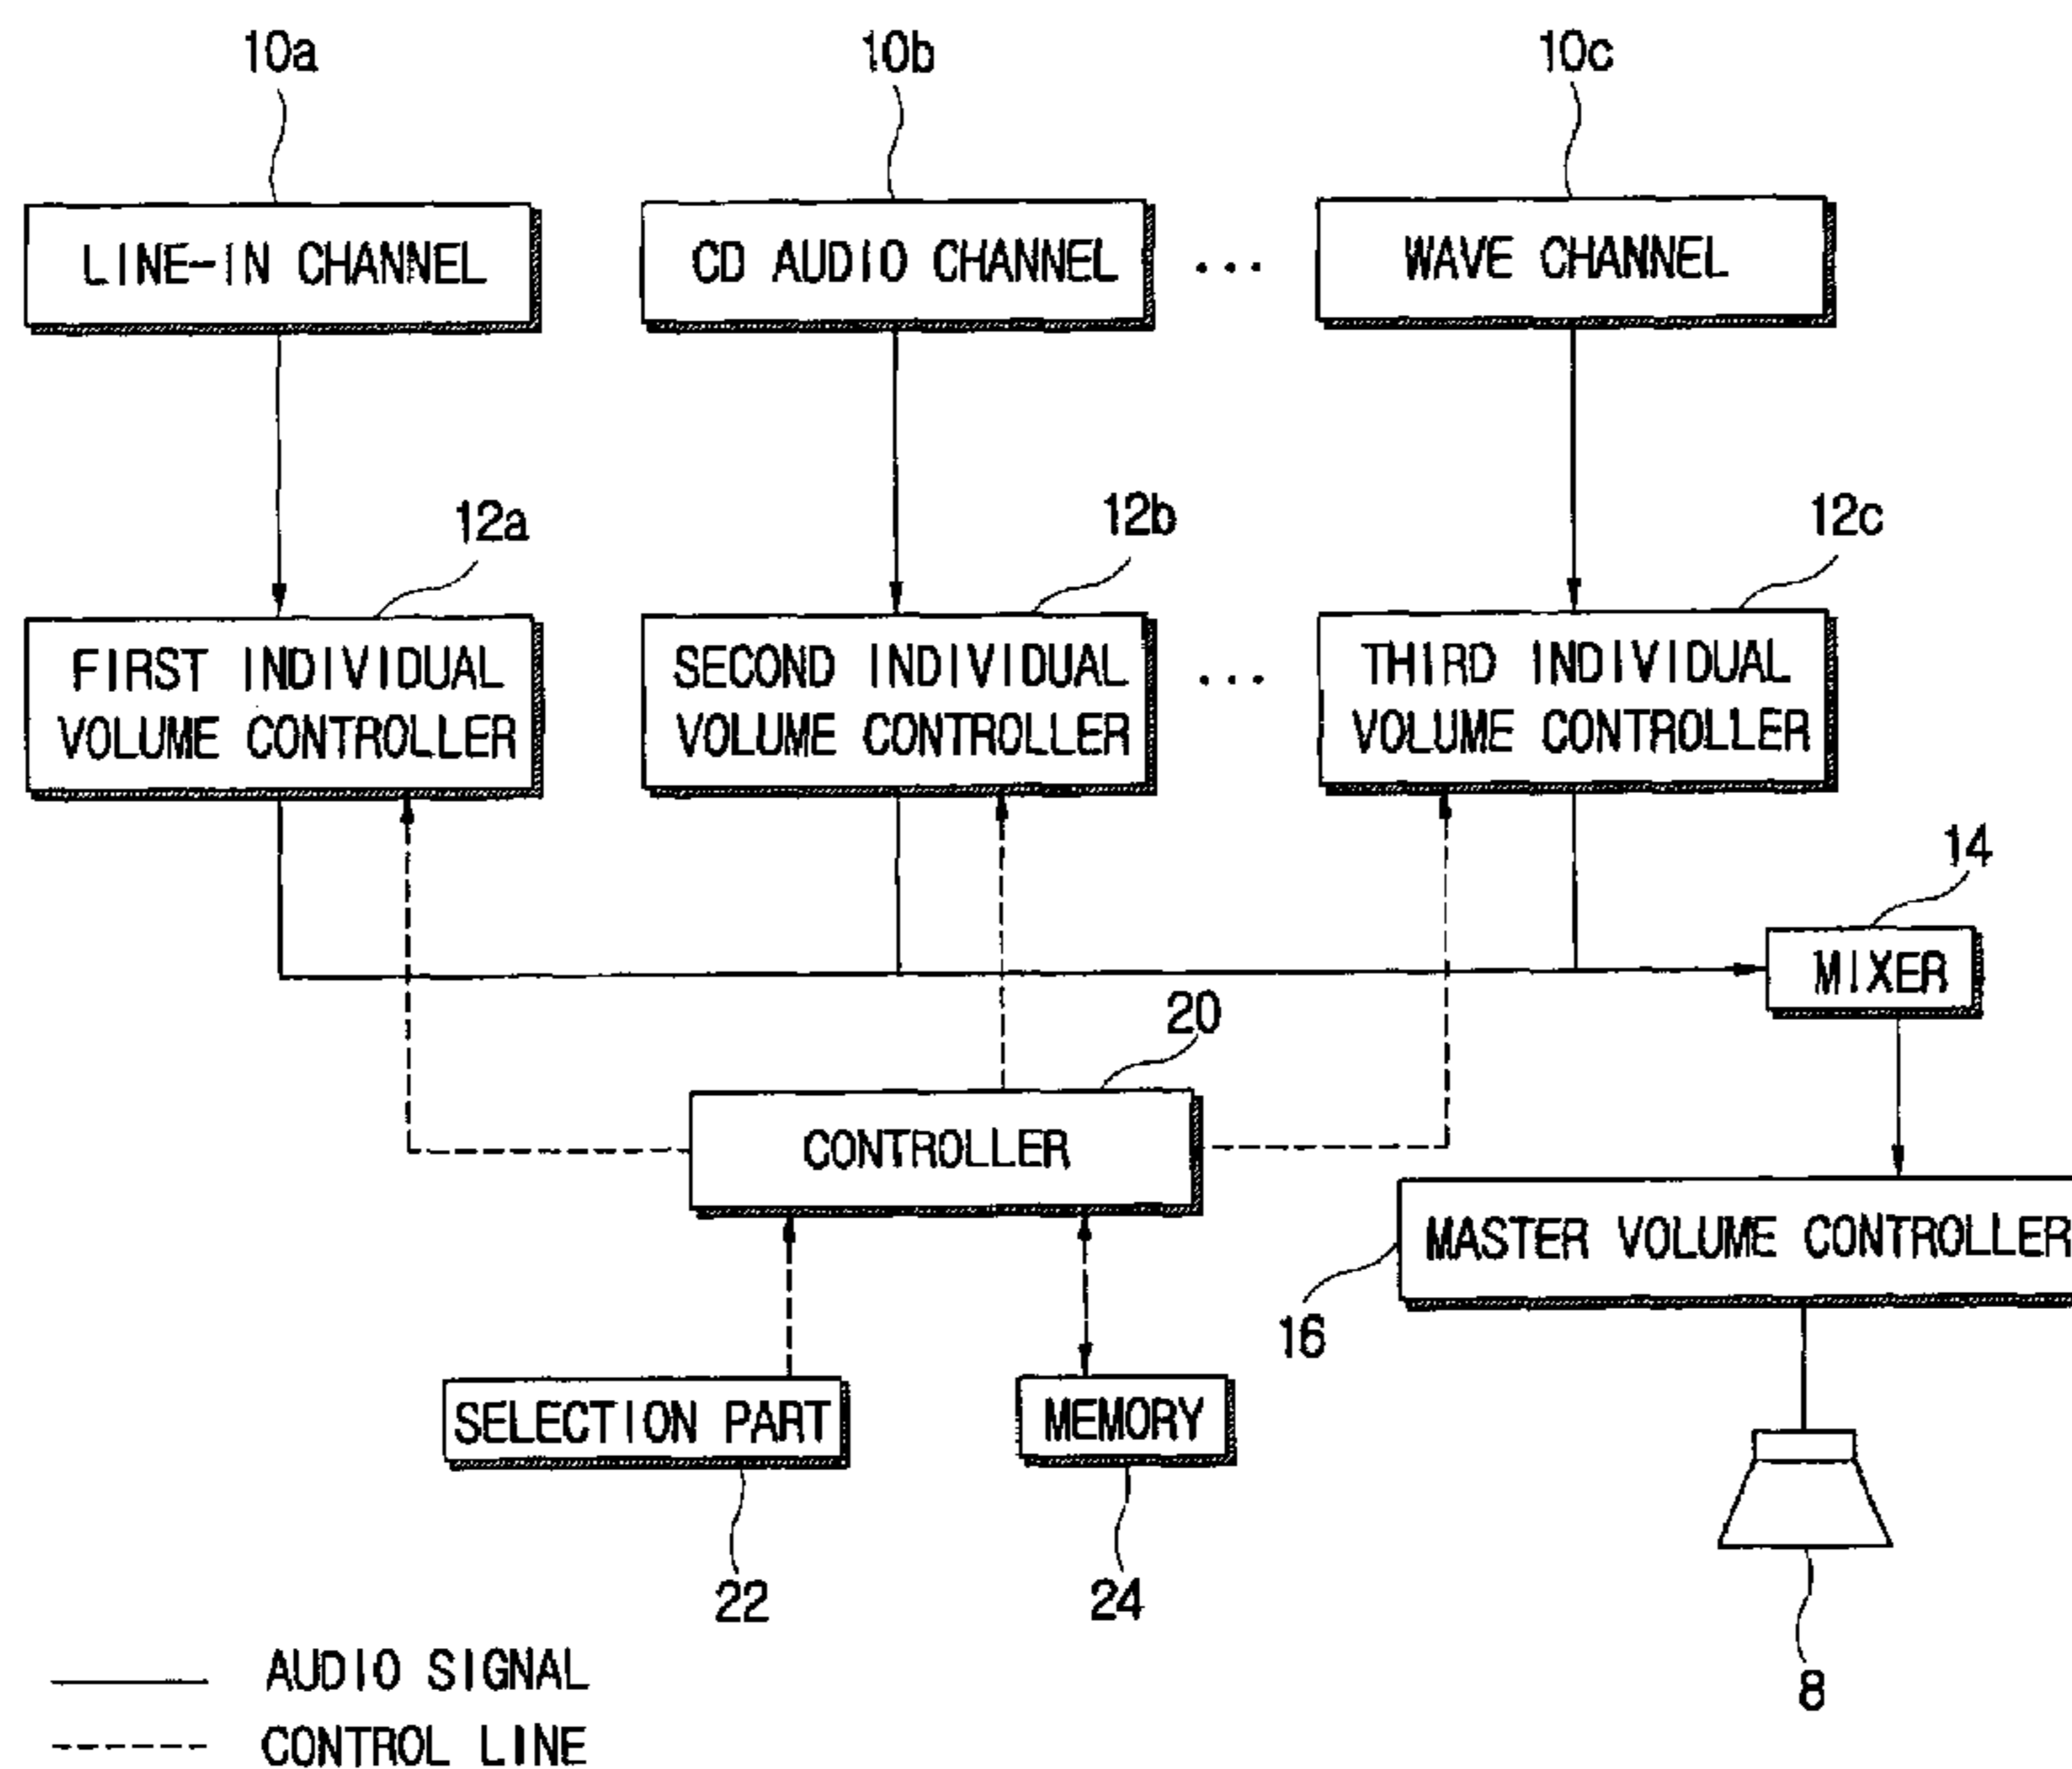 10a
10b
10c
LINE-IN CHANNEL
CD AUDIO CHANNEL
...
WAVE CHANNEL
12a
12b
12c
FIRST INDIVIDUAL
VOLUME CONTROLLER
SECOND INDIVIDUAL
VOLUME CONTROLLER
...
THIRD INDIVIDUAL
VOLUME CONTROLLER
14
MIXER
20
CONTROLLER
MASTER VOLUME CONTROLLER
16
SELECTION PART
MEMORY
22
24
8
AUDIO SIGNAL
CONTROL LINE